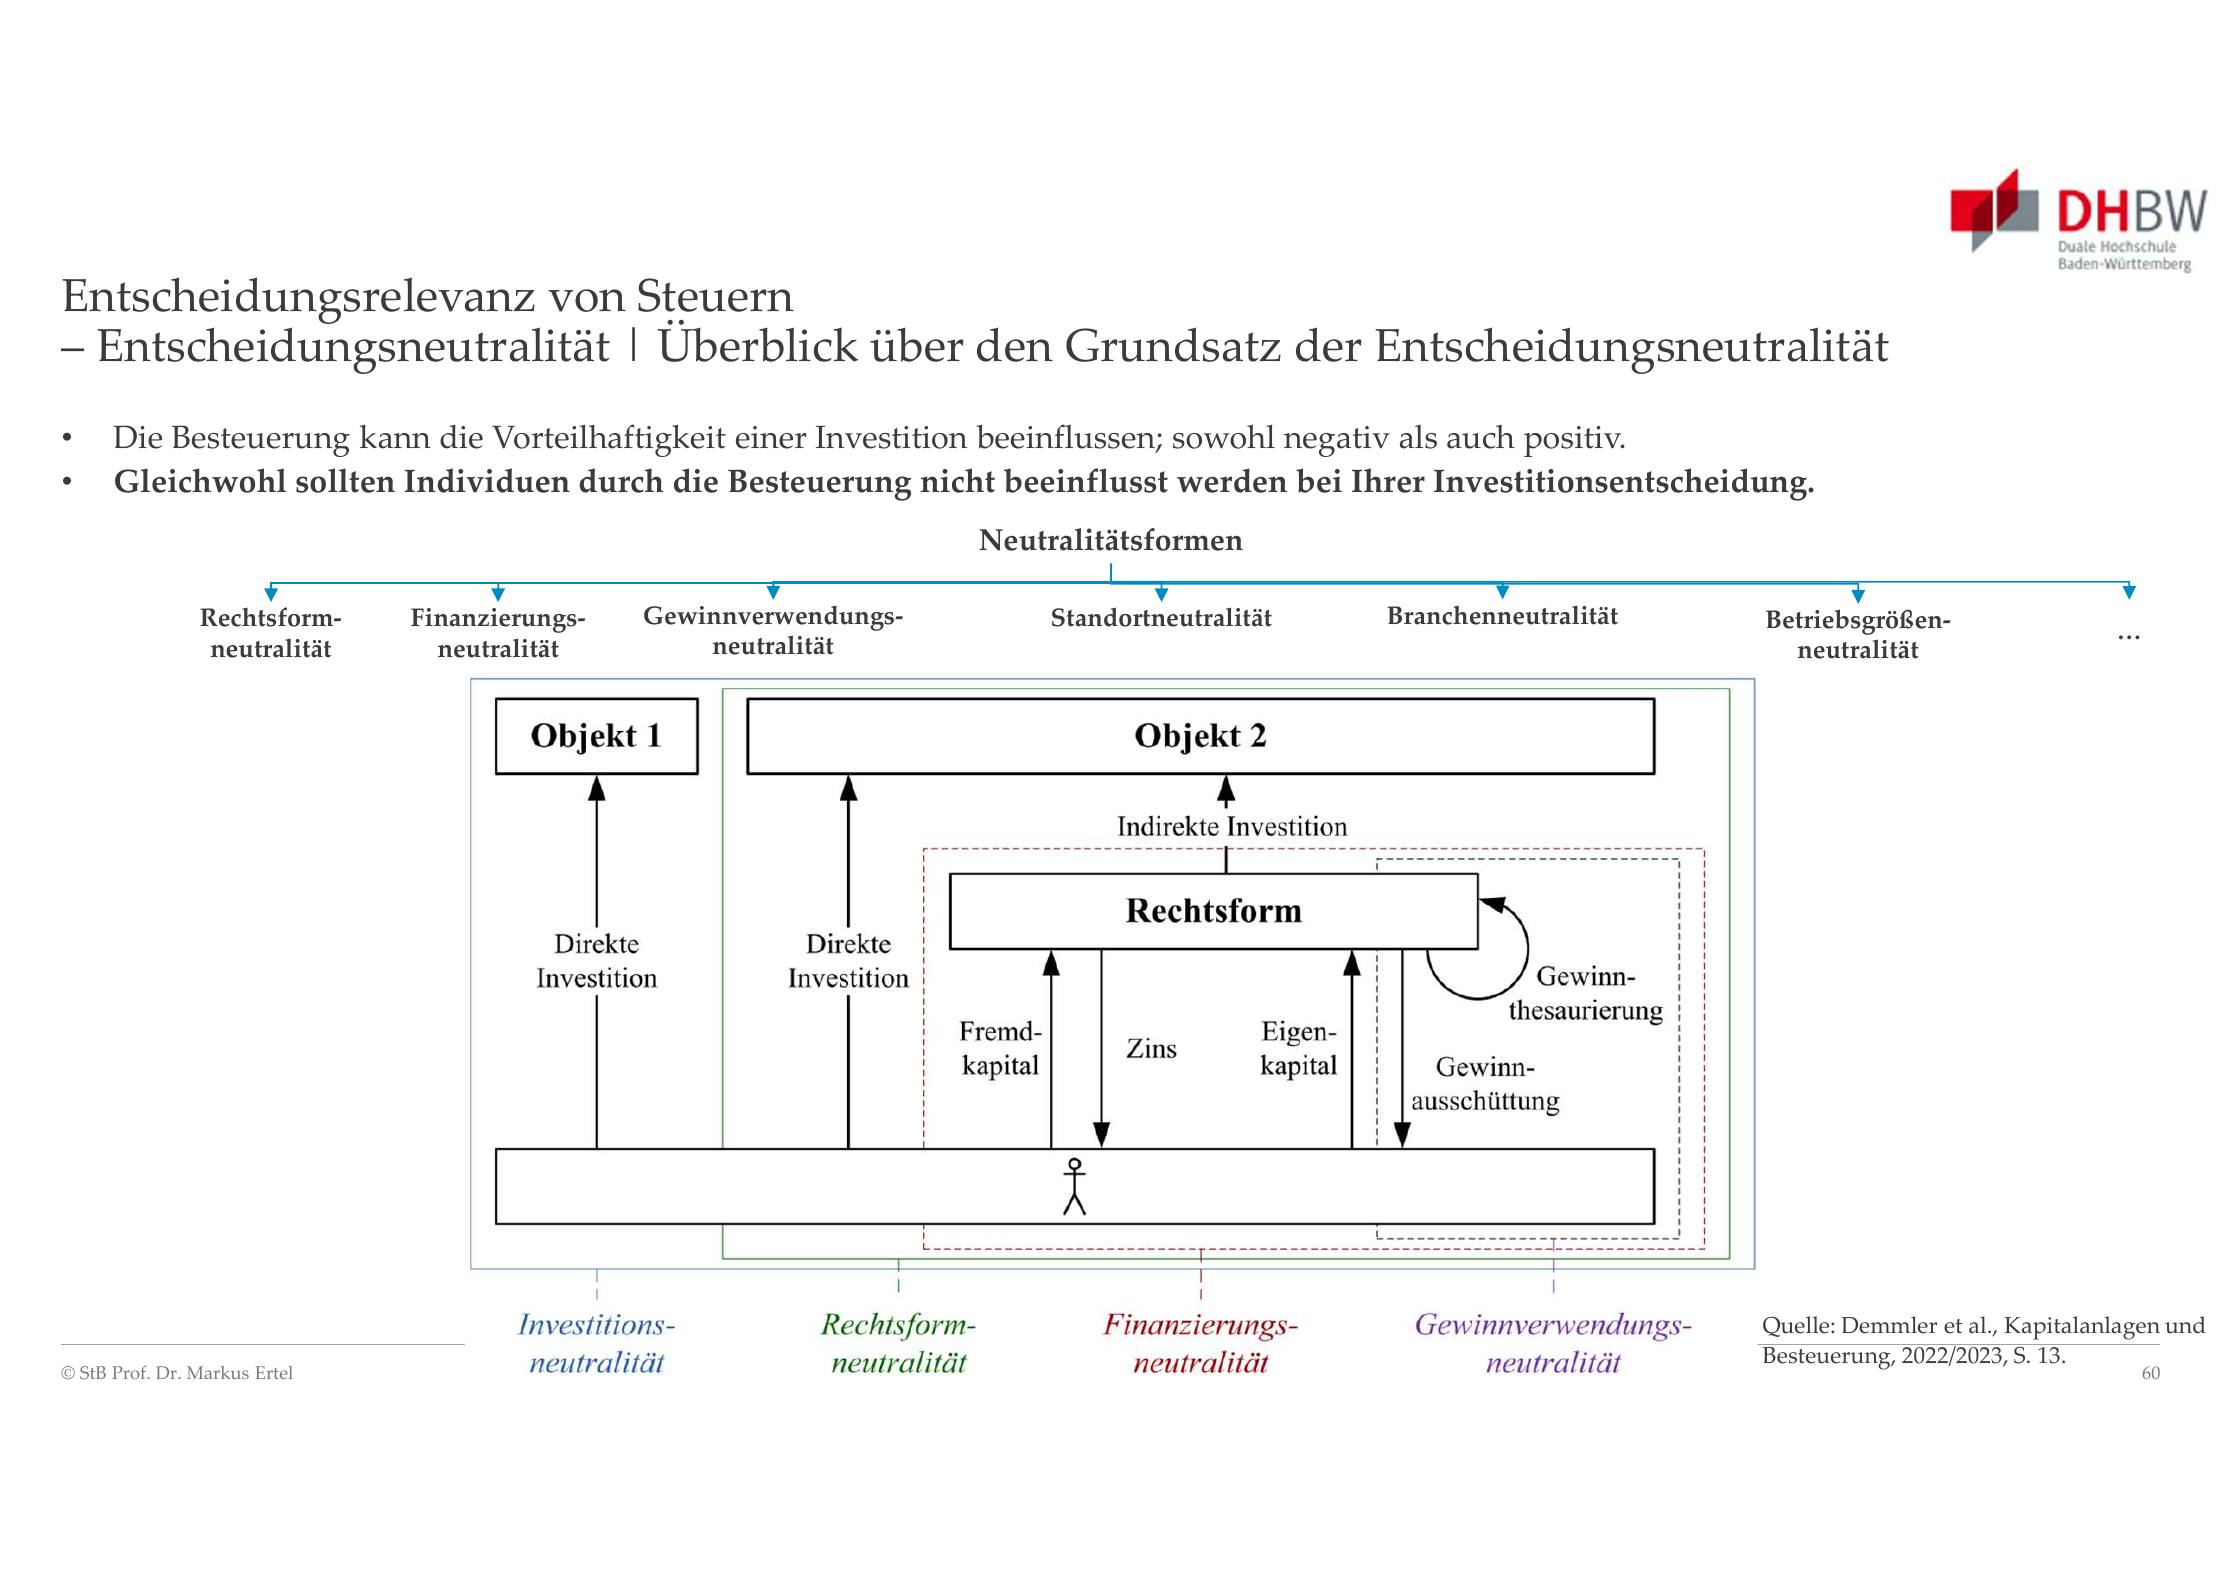 DHBW
Duale Hochschule
Baden-Württemberg
Entscheidungsrelevanz von Steuern
– Entscheidungsneutralität | Überblick über den Grundsatz der Entscheidungsneutralität
• Die Besteuerung kann die Vorteilhaftigkeit einer Investition beeinflussen; sowohl negativ als auch positiv.
• Gleichwohl sollten Individuen durch die Besteuerung nicht beeinflusst werden bei Ihrer Investitionsentscheidung.
Neutralitätsformen
Rechtsform-
neutralität
Finanzierungs-
neutralität
Gewinnverwendungs-
neutralität
Standortneutralität
Branchenneutralität
Betriebsgrößen-
neutralität
...
Objekt 1
Objekt 2
Indirekte Investition
Rechtsform
Direkte
Investition
Direkte
Investition
Gewinn-
thesaurierung
Fremd-
kapital
Zins
Eigen-
kapital
Gewinn-
ausschüttung
Investitions-
neutralität
Rechtsform-
neutralität
Finanzierungs-
neutralität
Gewinnverwendungs-
neutralität
Quelle: Demmler et al., Kapitalanlagen und
Besteuerung, 2022/2023, S. 13.
© StB Prof. Dr. Markus Ertel
60